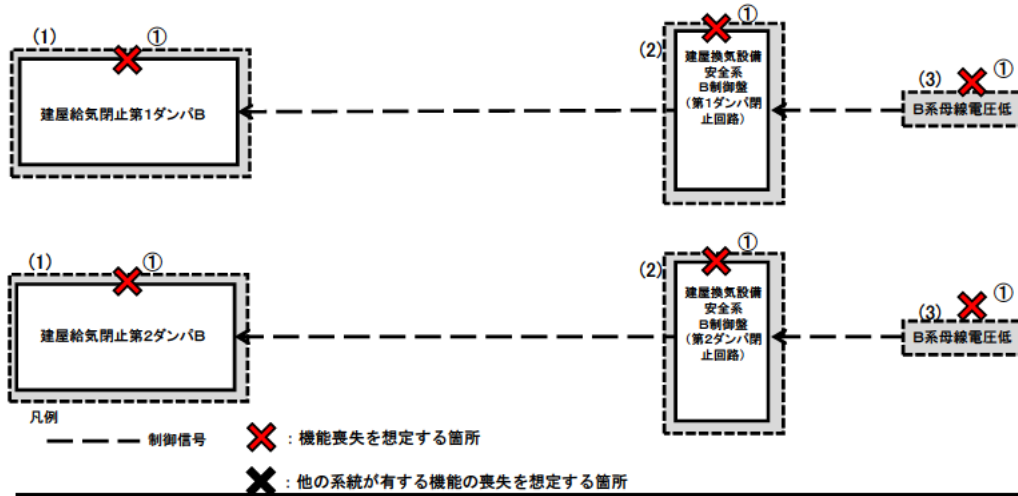 (1)
①
建屋給気閉止第1ダンパB
(2)
①
建屋換気設備
安全系
B制御盤
(第1ダンパ閉
止回路)
(3)
①
B系母線電圧低
(1)
①
建屋給気閉止第2ダンパB
(2)
①
建屋換気設備
安全系
B制御盤
(第2ダンパ閉
止回路)
(3)
①
B系母線電圧低
凡例
制御信号
：機能喪失を想定する箇所
：他の系統が有する機能の喪失を想定する箇所